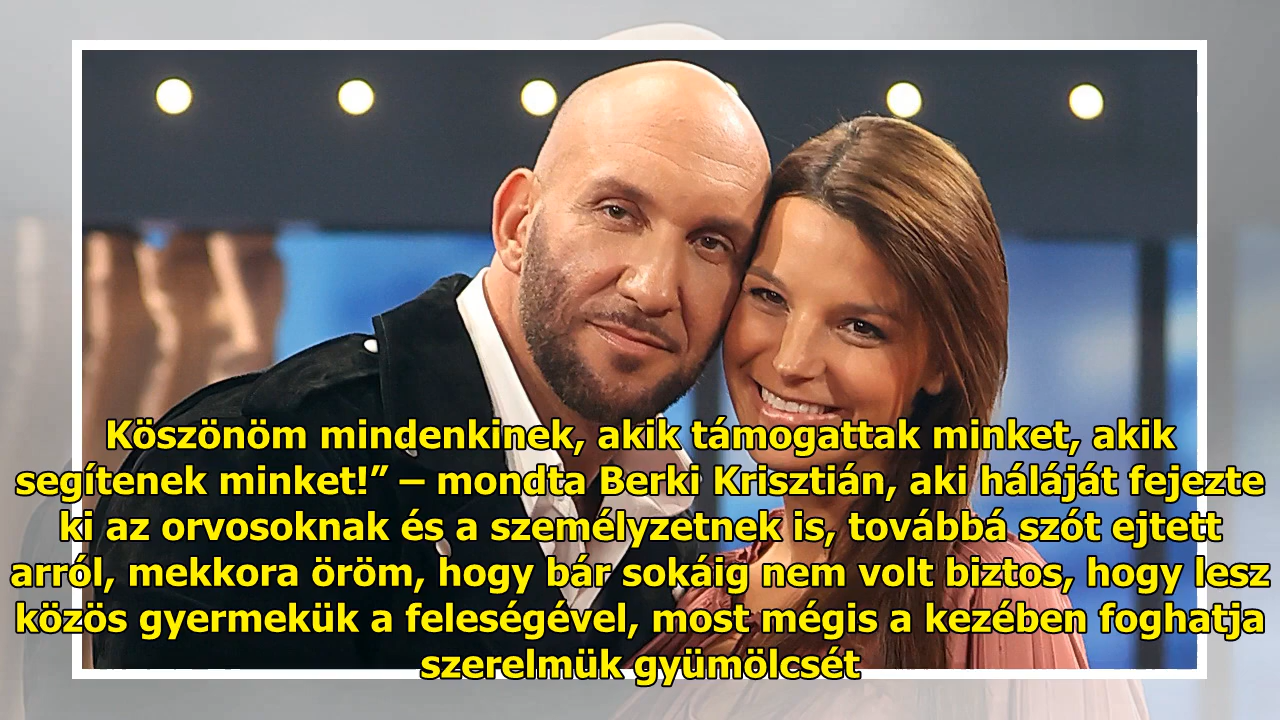 Köszönöm mindenkinek, akik támogattak minket, akik
segítenek minket!” – mondta Berki Krisztián, aki háláját fejezte
ki az orvosoknak és a személyzetnek is, továbbá szót ejtett
arról, mekkora öröm, hogy bár sokáig nem volt biztos, hogy lesz
közös gyermekük a feleségével, most mégis a kezében foghatja
szerelmük gyümölcsét